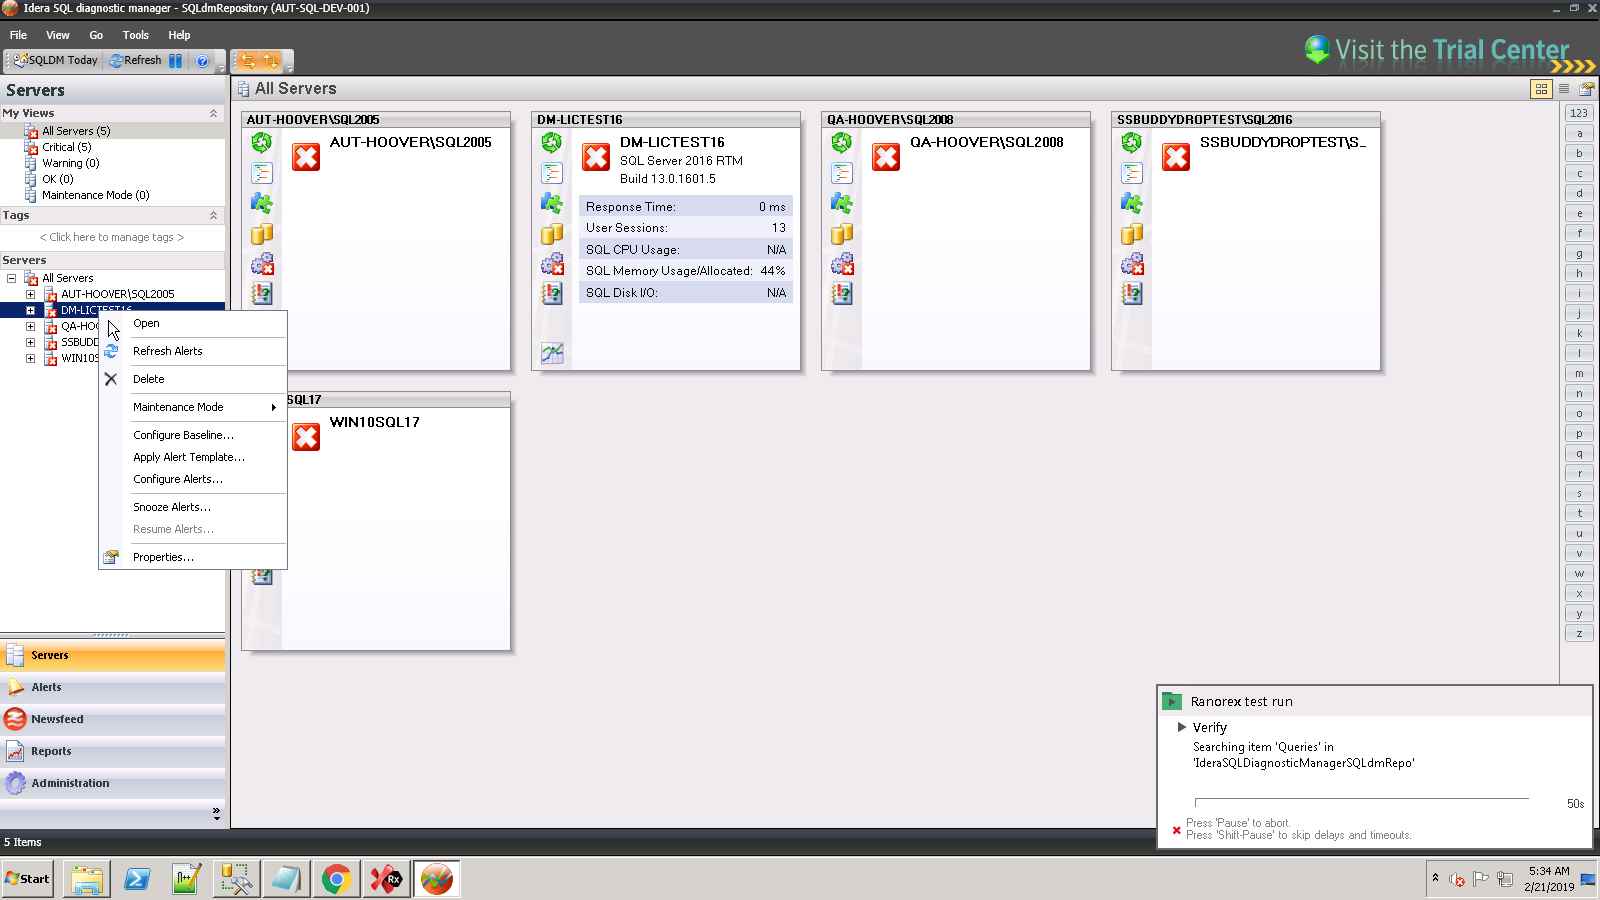 Idera SQL diagnostic manager - SQLdmRepository (AUT-SQL-DEV-001)
File View Go Tools Help
SQLDM Today Refresh
Visit the Trial Center
Servers
My Views
All Servers (5)
Critical (5)
Warning (0)
OK (0)
Maintenance Mode (0)
Tags
< Click here to manage tags >
Servers
All Servers
AUT-HOOVER\SQL2005
DM-LICTEST16
QA-HOO
SSBUDD
WIN10S
Open
Refresh Alerts
Delete
Maintenance Mode
Configure Baseline...
Apply Alert Template...
Configure Alerts...
Snooze Alerts...
Resume Alerts...
Properties...
Servers
Alerts
Newsfeed
Reports
Administration
All Servers
AUT-HOOVER\SQL2005
AUT-HOOVER\SQL2005
DM-LICTEST16
DM-LICTEST16
SQL Server 2016 RTM
Build 13.0.1601.5
Response Time: 0 ms
User Sessions: 13
SQL CPU Usage: N/A
SQL Memory Usage/Allocated: 44%
SQL Disk I/O: N/A
QA-HOOVER\SQL2008
QA-HOOVER\SQL2008
SSBUDDYDROPTEST\SQL2016
SSBUDDYDROPTEST\S...
SQL17
WIN10SQL17
123
a
b
c
d
e
f
g
h
i
j
k
l
m
n
o
p
q
r
s
t
u
v
w
x
y
z
Ranorex test run
Verify
Searching item 'Queries' in
'IderaSQLDiagnosticManagerSQLdmRepo'
50s
Press 'Pause' to abort.
Press 'Shift-Pause' to skip delays and timeouts.
5 Items
Start
5:34 AM
2/21/2019